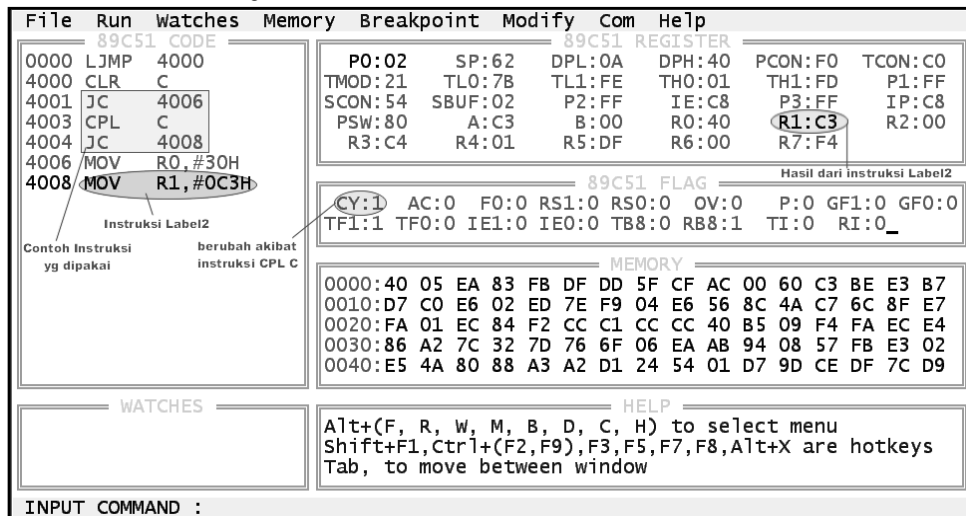 File Run Watches Memory Breakpoint Modify Com Help
89C51 CODE
0000 LJMP 4000
4000 CLR C
4001 JC 4006
4003 CPL C
4004 JC 4008
4006 MOV R0,#30H
4008 MOV R1,#0C3H
Instruksi Label2
Contoh Instruksi
yg dipakai
berubah akibat
instruksi CPL C
89C51 REGISTER
P0:02 SP:62 DPL:0A DPH:40 PCON:F0 TCON:C0
TMOD:21 TL0:7B TL1:FE TH0:01 TH1:FD P1:FF
SCON:54 SBUF:02 P2:FF IE:C8 P3:FF IP:C8
PSW:80 A:C3 B:00 R0:40 R1:C3 R2:00
R3:C4 R4:01 R5:DF R6:00 R7:F4
Hasil dari instruksi Label2
89C51 FLAG
CY:1 AC:0 F0:0 RS1:0 RS0:0 OV:0 P:0 GF1:0 GF0:0
TF1:1 TF0:0 IE1:0 IE0:0 TB8:0 RB8:1 TI:0 RI:0_
MEMORY
0000:40 05 EA 83 FB DF DD 5F CF AC 00 60 C3 BE E3 B7
0010:D7 C0 E6 02 ED 7E F9 04 E6 56 8C 4A C7 6C 8F E7
0020:FA 01 EC 84 F2 CC C1 CC CC 40 B5 09 F4 FA EC E4
0030:86 A2 7C 32 7D 76 6F 06 EA AB 94 08 57 FB E3 02
0040:E5 4A 80 88 A3 A2 D1 24 54 01 D7 9D CE DF 7C D9
WATCHES
HELP
Alt+(F, R, W, M, B, D, C, H) to select menu
Shift+F1,Ctrl+(F2,F9),F3,F5,F7,F8,Alt+X are hotkeys
Tab, to move between window
INPUT COMMAND :